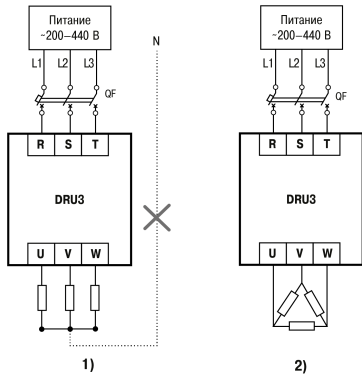 Питание
~200–440 В
L1 L2 L3
QF
N
R S T
DRU3
U V W
1)
Питание
~200–440 В
L1 L2 L3
QF
R S T
DRU3
U V W
2)